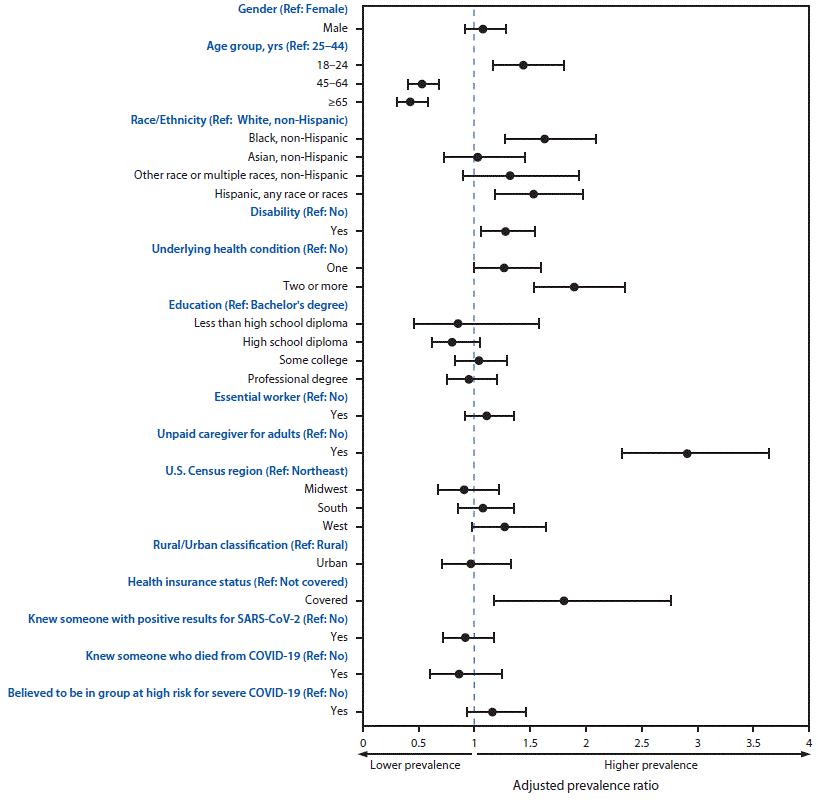 Gender (Ref: Female)
Male
Age group, yrs (Ref: 25–44)
18–24
45–64
≥65
Race/Ethnicity (Ref: White, non-Hispanic)
Black, non-Hispanic
Asian, non-Hispanic
Other race or multiple races, non-Hispanic
Hispanic, any race or races
Disability (Ref: No)
Yes
Underlying health condition (Ref: No)
One
Two or more
Education (Ref: Bachelor's degree)
Less than high school diploma
High school diploma
Some college
Professional degree
Essential worker (Ref: No)
Yes
Unpaid caregiver for adults (Ref: No)
Yes
U.S. Census region (Ref: Northeast)
Midwest
South
West
Rural/Urban classification (Ref: Rural)
Urban
Health insurance status (Ref: Not covered)
Covered
Knew someone with positive results for SARS-CoV-2 (Ref: No)
Yes
Knew someone who died from COVID-19 (Ref: No)
Yes
Believed to be in group at high risk for severe COVID-19 (Ref: No)
Yes
0 0.5 1 1.5 2 2.5 3 3.5 4
Lower prevalence Higher prevalence
Adjusted prevalence ratio